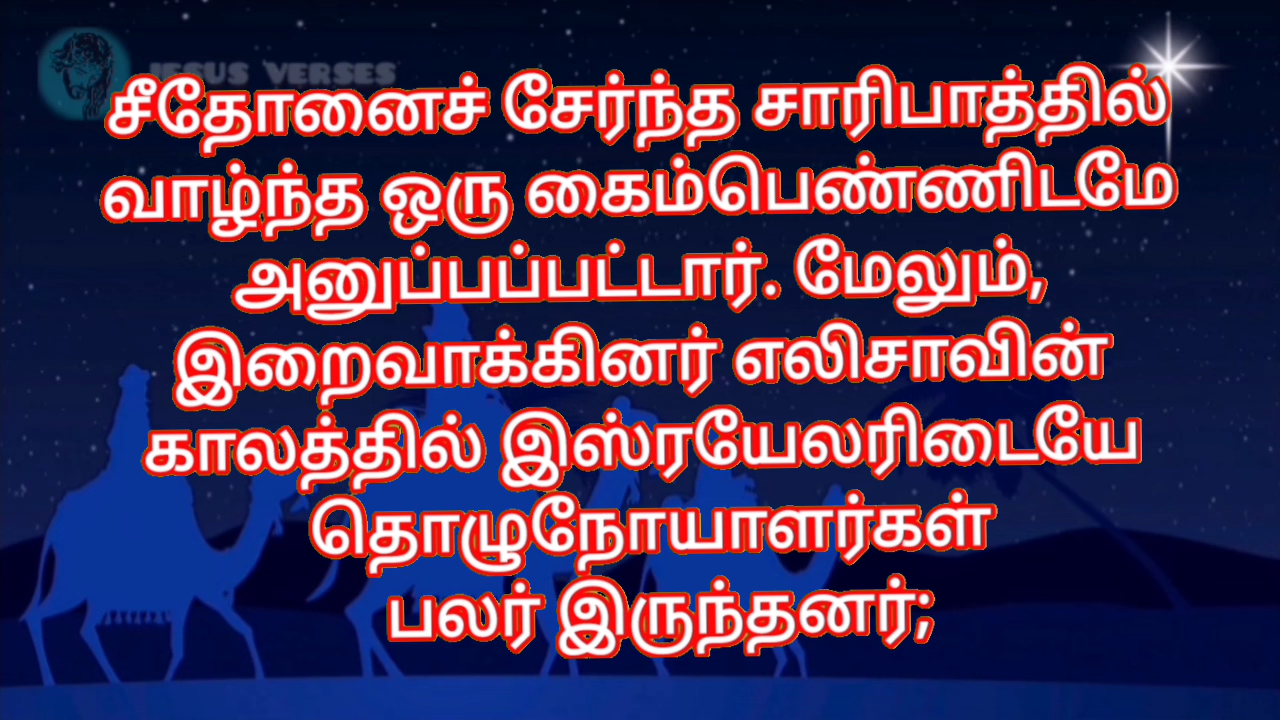 JESUS VERSES
சீதோனைச் சேர்ந்த சாரிபாத்தில்
வாழ்ந்த ஒரு கைம்பெண்ணிடமே
அனுப்பப்பட்டார். மேலும்,
இறைவாக்கினர் எலிசாவின்
காலத்தில் இஸ்ரயேலரிடையே
தொழுநோயாளர்கள்
பலர் இருந்தனர்;